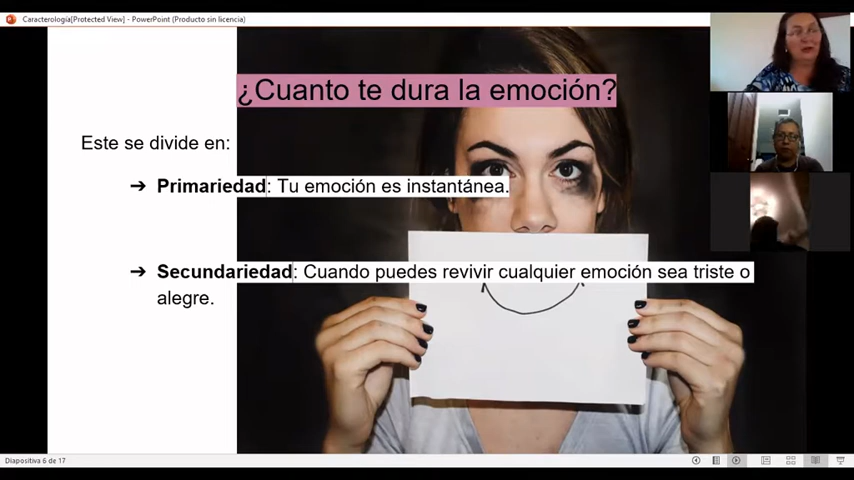 Caracterología[Protected View] - PowerPoint (Producto sin licencia)
¿Cuanto te dura la emoción?
Este se divide en:
➔ Primariedad: Tu emoción es instantánea.
➔ Secundariedad: Cuando puedes revivir cualquier emoción sea triste o
alegre.
Diapositiva 6 de 17